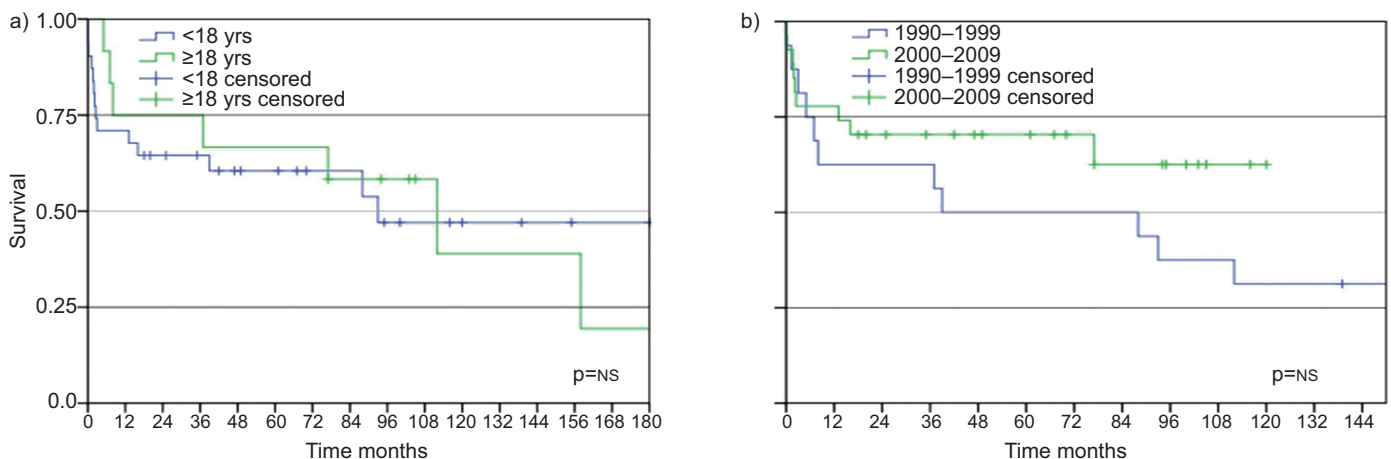 a)
<18 yrs
≥18 yrs
<18 censored
≥18 yrs censored
1.00
0.75
0.50
0.25
0.0
Survival
p=NS
0 12 24 36 48 60 72 84 96 108 120 132 144 156 168 180
Time months
b)
1990–1999
2000–2009
1990–1999 censored
2000–2009 censored
p=NS
0 12 24 36 48 60 72 84 96 108 120 132 144
Time months